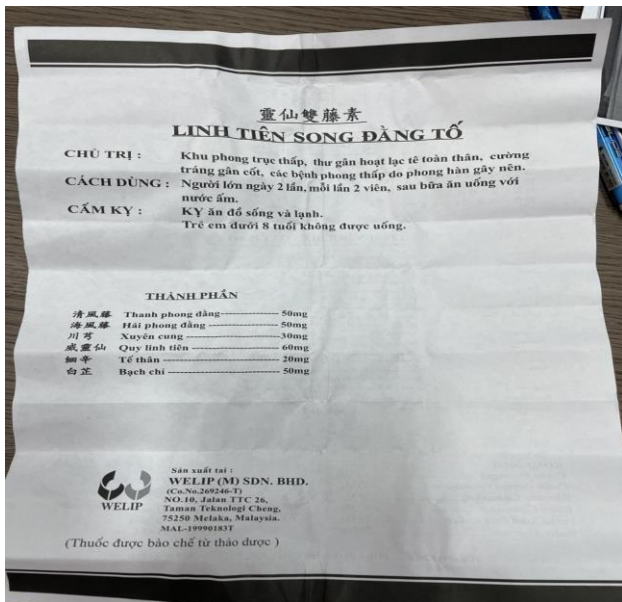 靈仙雙藤素
LINH TIÊN SONG ĐẰNG TỐ
CHỦ TRỊ : Khu phong trục thấp, thư gân hoạt lạc tê toàn thân, cường
tráng gân cốt, các bệnh phong thấp do phong hàn gây nên.
CÁCH DÙNG : Người lớn ngày 2 lần, mỗi lần 2 viên, sau bữa ăn uống với
nước ấm.
CẤM KỴ : Kỵ ăn đồ sống và lạnh.
Trẻ em dưới 8 tuổi không được uống.
THÀNH PHẦN
清風藤 Thanh phong đằng---------------- 50mg
海風藤 Hải phong đằng ---------------- 50mg
川芎 Xuyên cung ----------------------30mg
威靈仙 Quy linh tiên -------------------- 60mg
細辛 Tế thân --------------------------- 20mg
白芷 Bạch chỉ -------------------------- 50mg
Sản xuất tại :
WELIP (M) SDN. BHD.
(Co.No.269246-T)
NO.10, Jalan TTC 26,
Taman Teknologi Cheng,
75250 Melaka, Malaysia.
MAL-19990183T
WELIP
(Thuốc được bào chế từ thảo dược )